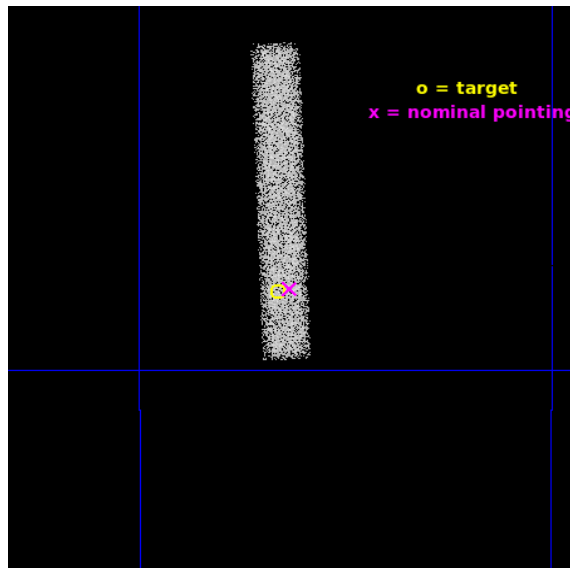 o = target
x = nominal pointing